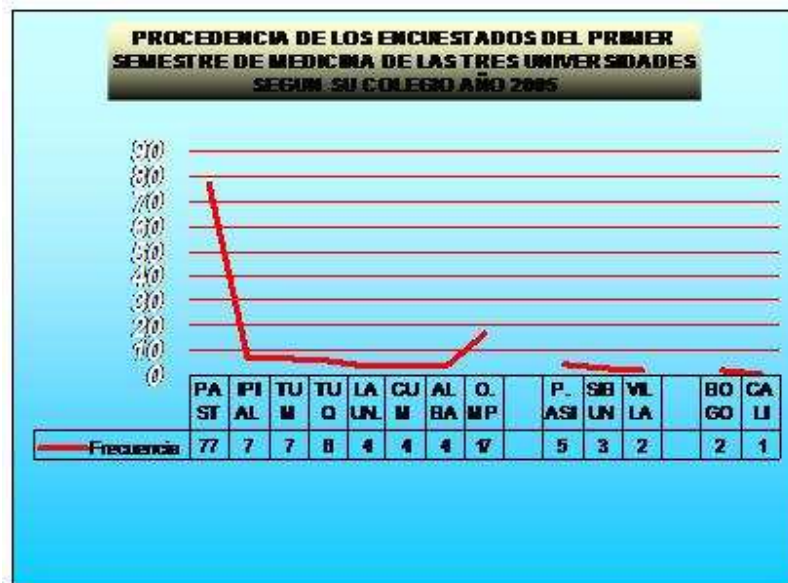 PROCEDENCIA DE LOS ENCUESTADOS DEL PRIMER
SEMESTRE DE MEDICINA DE LAS TRES UNIVERSIDADES
SEGUN SU COLEGIO AÑO 2005
90
80
70
60
50
40
30
20
10
0
PA IPI TU TU LA CU AL O. P. SIB VIL BO CA
ST AL M Q UN. M BA MP ASI UN LA GO LI
Frecuencia 77 7 7 4 4 4 17 5 3 2 2 1